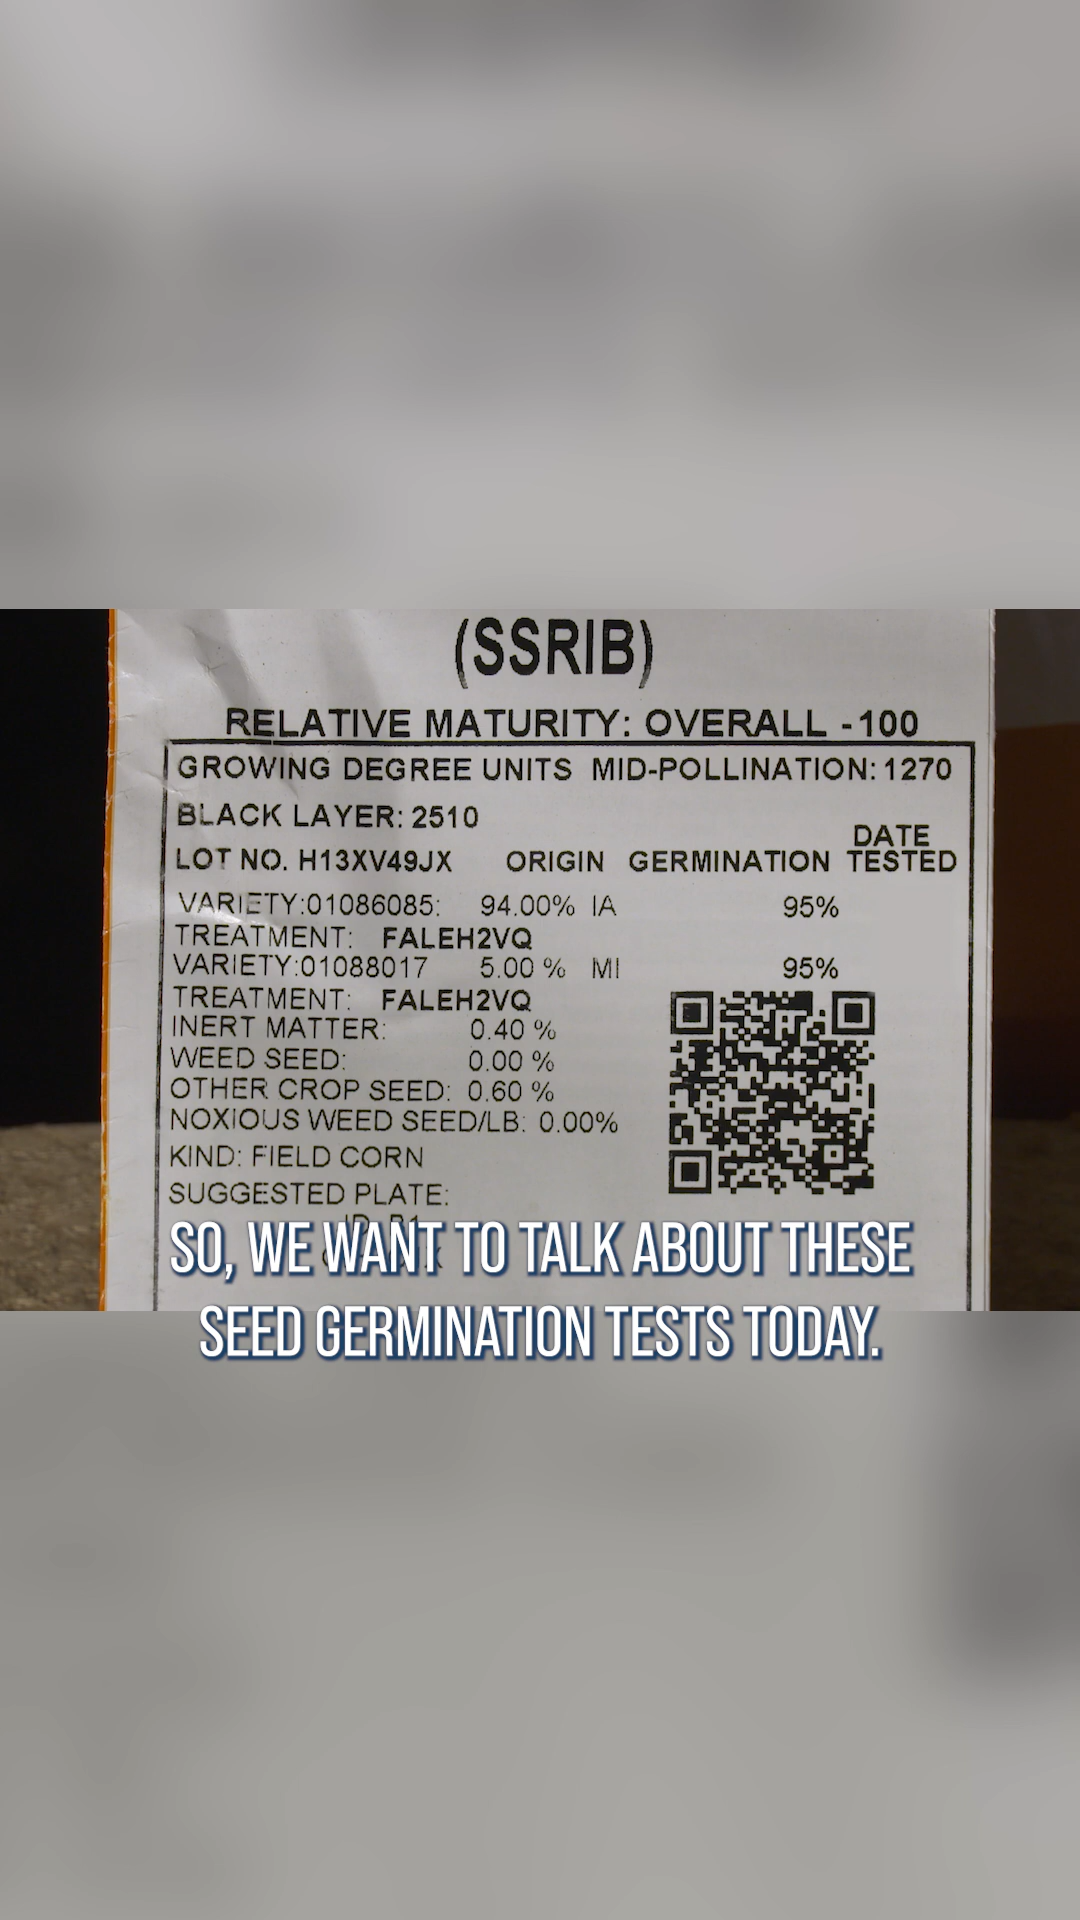 (SSRIB)
RELATIVE MATURITY: OVERALL -100
GROWING DEGREE UNITS MID-POLLINATION: 1270
BLACK LAYER: 2510
DATE
LOT NO. H13XV49JX ORIGIN GERMINATION TESTED
VARIETY:01086085: 94.00% IA 95%
TREATMENT: FALEH2VQ
VARIETY:01088017 5.00 % MI 95%
TREATMENT: FALEH2VQ
INERT MATTER: 0.40 %
WEED SEED: 0.00 %
OTHER CROP SEED: 0.60 %
NOXIOUS WEED SEED/LB: 0.00%
KIND: FIELD CORN
SUGGESTED PLATE:
SO, WE WANT TO TALK ABOUT THESE
SEED GERMINATION TESTS TODAY.